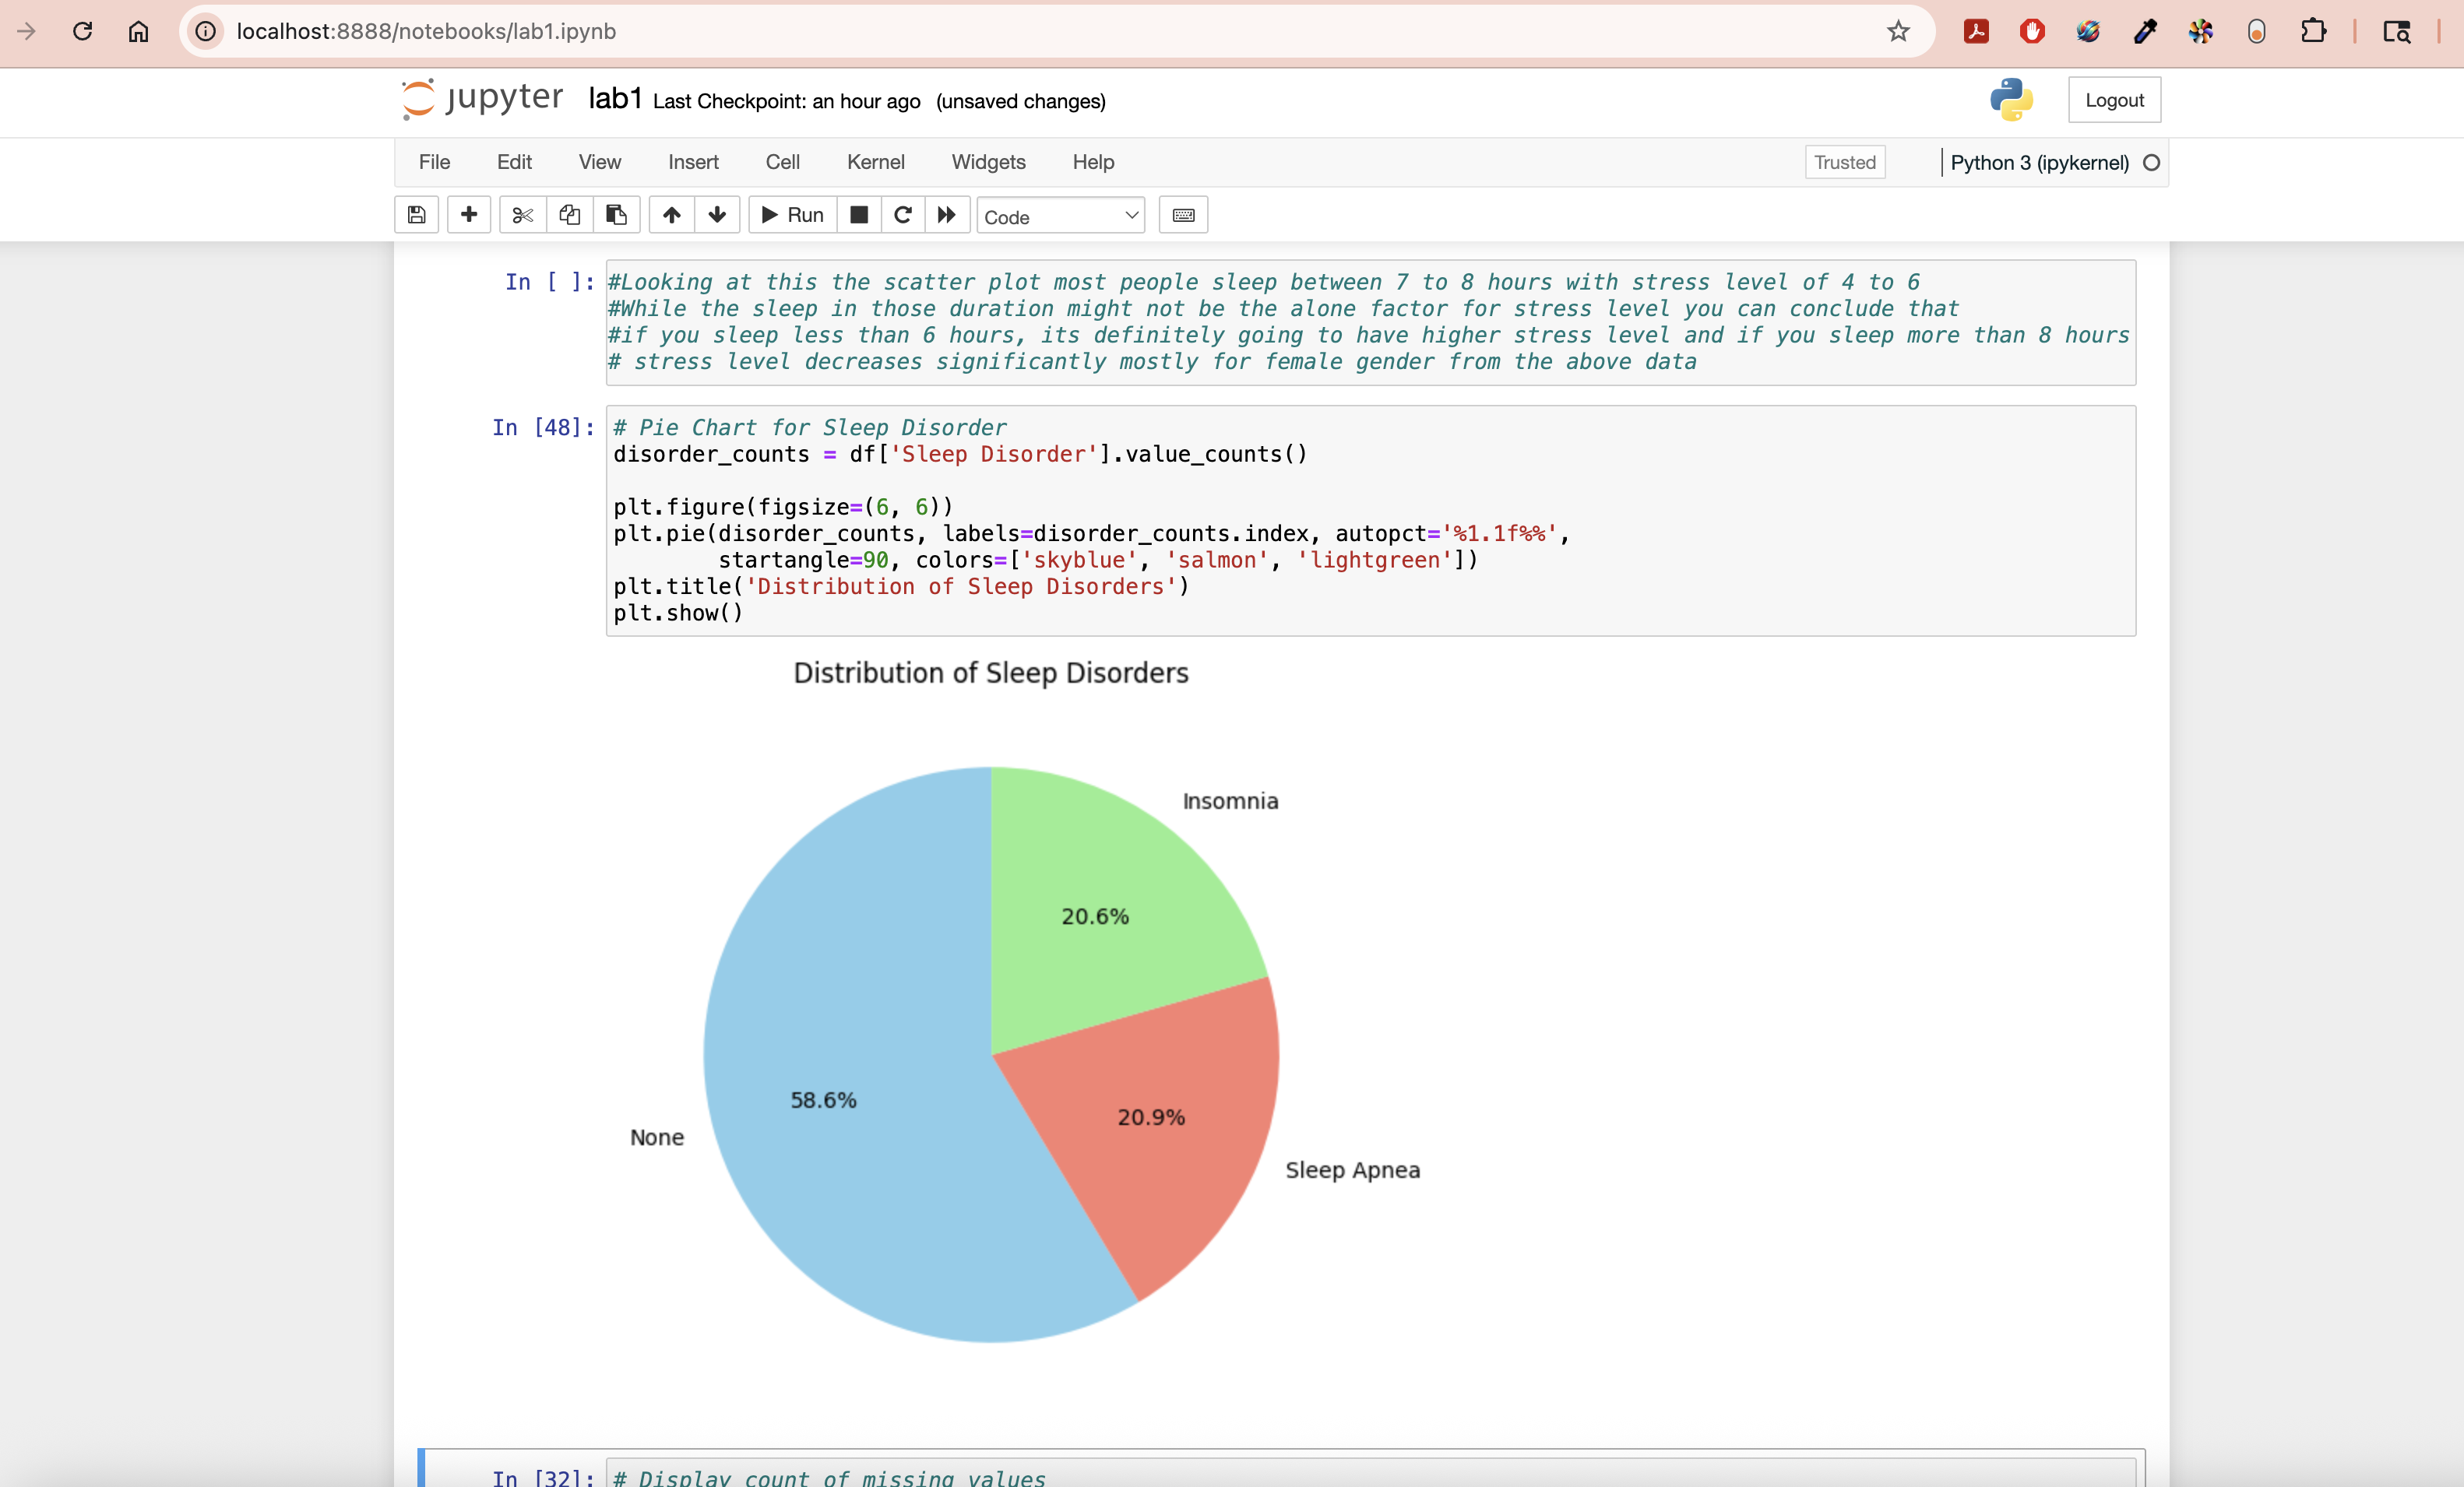 localhost:8888/notebooks/lab1.ipynb
jupyter lab1 Last Checkpoint: an hour ago (unsaved changes)
Logout
File Edit View Insert Cell Kernel Widgets Help
Trusted
Python 3 (ipykernel)
Run
Code
In [ ]:
#Looking at this the scatter plot most people sleep between 7 to 8 hours with stress level of 4 to 6
#While the sleep in those duration might not be the alone factor for stress level you can conclude that
#if you sleep less than 6 hours, its definitely going to have higher stress level and if you sleep more than 8 hours
# stress level decreases significantly mostly for female gender from the above data
In [48]:
# Pie Chart for Sleep Disorder
disorder_counts = df['Sleep Disorder'].value_counts()
plt.figure(figsize=(6, 6))
plt.pie(disorder_counts, labels=disorder_counts.index, autopct='%1.1f%%',
startangle=90, colors=['skyblue', 'salmon', 'lightgreen'])
plt.title('Distribution of Sleep Disorders')
plt.show()
Distribution of Sleep Disorders
Insomnia
20.6%
58.6%
20.9%
None
Sleep Apnea
In [32]:
# Display count of missing values